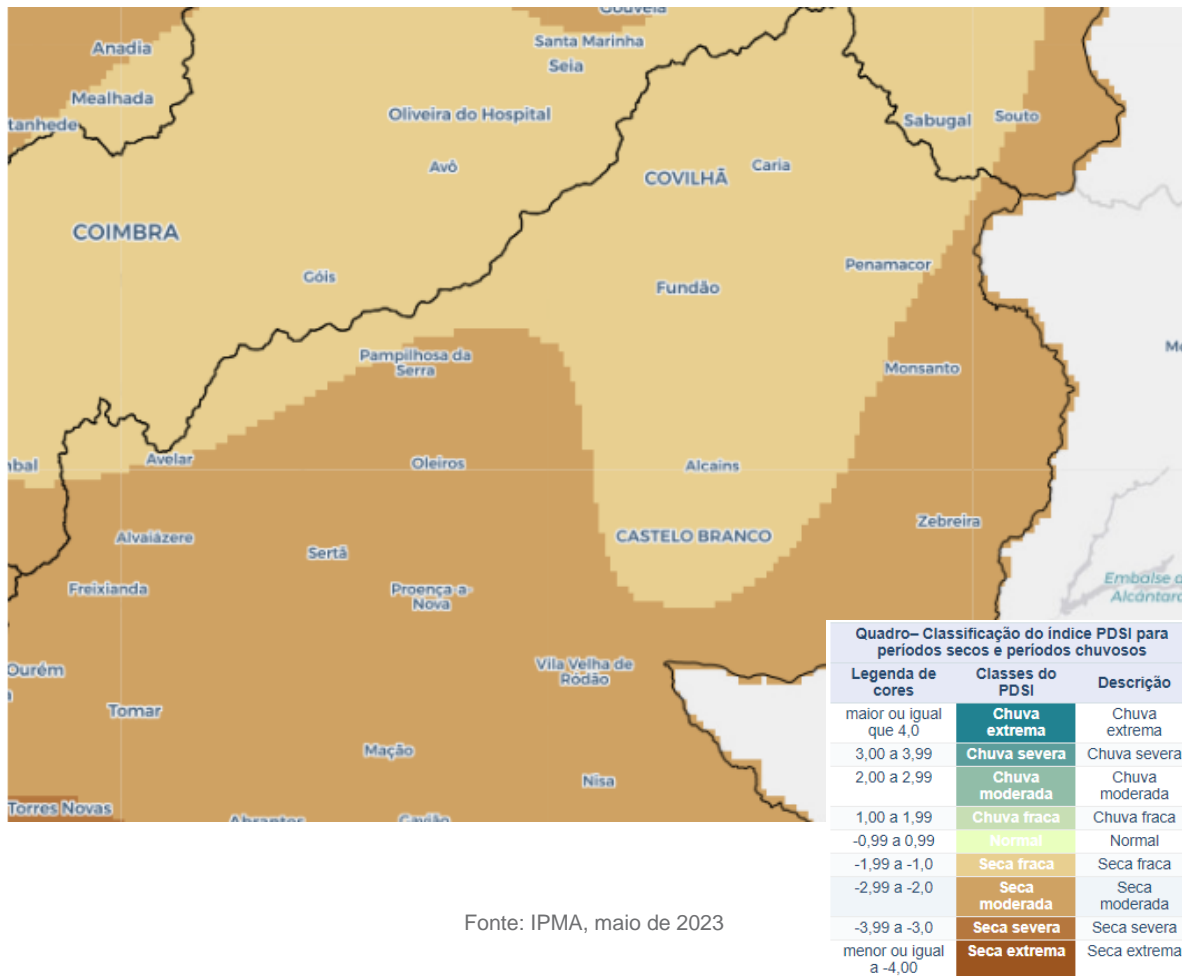 Gouveia
Anadia
Santa Marinha
Seia
Mealhada
Oliveira do Hospital
tanhede
Sabugal
Souto
Avô
COVILHÃ
Caria
COIMBRA
Góis
Penamacor
Fundão
Pampilhosa da
Serra
Monsanto
Avelar
Oleiros
Alcains
nbal
Alvaiázere
Sertã
CASTELO BRANCO
Zebreira
Freixianda
Proença-a-
Nova
Embalse d
Alcántara
Ourém
Vila Velha de
Ródão
Tomar
Mação
Nisa
Torres Novas
Abrantes
Gavião
Quadro– Classificação do índice PDSI para
períodos secos e períodos chuvosos
Legenda de
cores
Classes do
PDSI
Descrição
maior ou igual
que 4,0
Chuva
extrema
Chuva
extrema
3,00 a 3,99
Chuva severa
Chuva severa
2,00 a 2,99
Chuva
moderada
Chuva
moderada
1,00 a 1,99
Chuva fraca
Chuva fraca
-0,99 a 0,99
Normal
Normal
-1,99 a -1,0
Seca fraca
Seca fraca
-2,99 a -2,0
Seca
moderada
Seca
moderada
-3,99 a -3,0
Seca severa
Seca severa
menor ou igual
a -4,00
Seca extrema
Seca extrema
Fonte: IPMA, maio de 2023